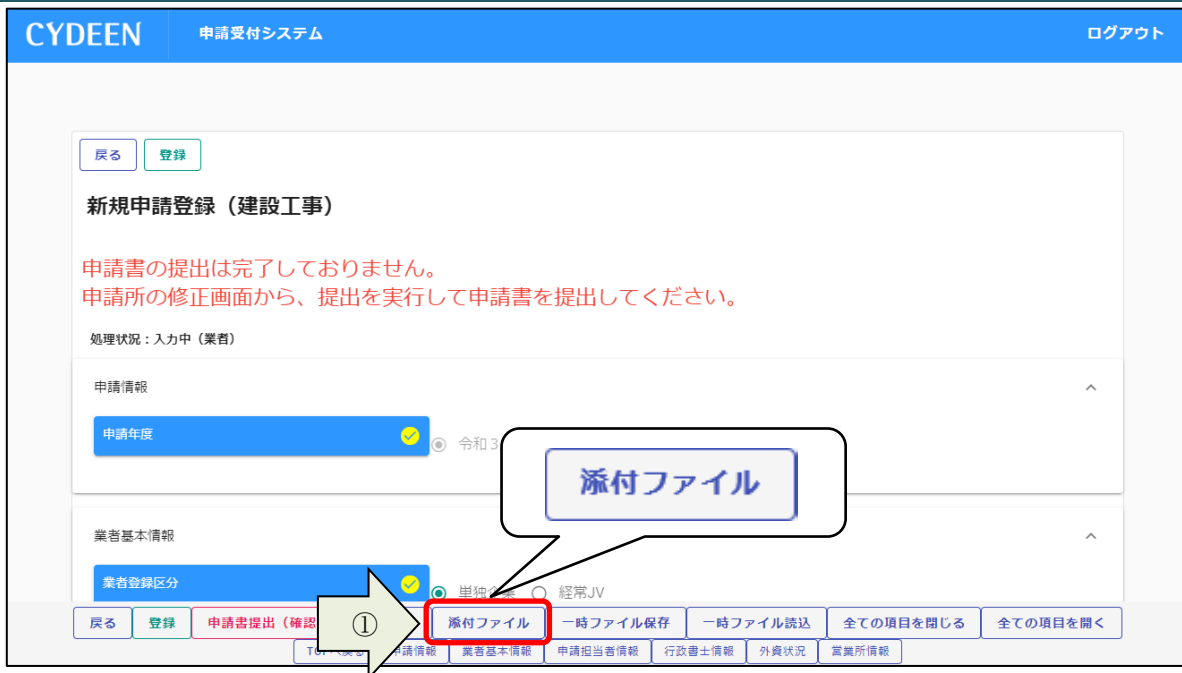 CYDEEN 申請受付システム ログアウト
戻る 登録
新規申請登録（建設工事）
申請書の提出は完了しておりません。
申請所の修正画面から、提出を実行して申請書を提出してください。
処理状況：入力中（業者）
申請情報
申請年度 令和3
添付ファイル
業者基本情報
業者登録区分 単独企業 経常JV
戻る 登録 申請書提出（確認 ① 添付ファイル 一時ファイル保存 一時ファイル読込 全ての項目を閉じる 全ての項目を開く
申請情報 業者基本情報 申請担当者情報 行政書士情報 外資状況 営業所情報